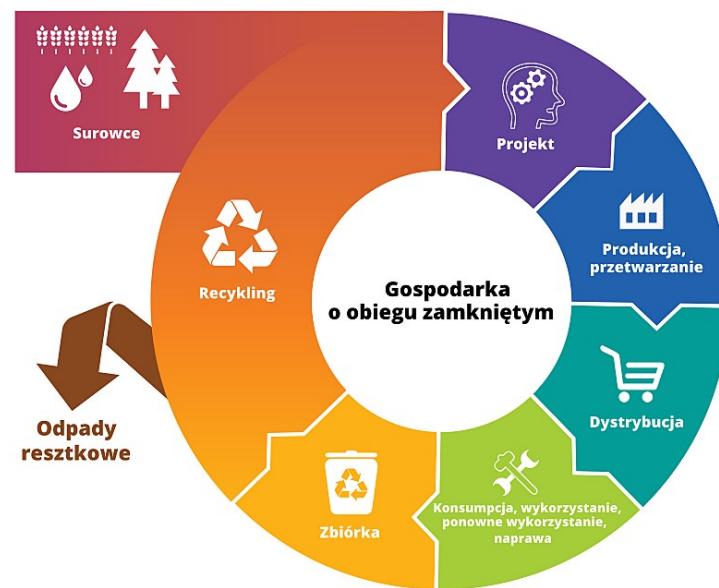 Surowce
Projekt
Produkcja,
przetwarzanie
Recykling
Gospodarka
o obiegu zamkniętym
Dystrybucja
Odpady
resztkowe
Konsumpcja, wykorzystanie,
ponowne wykorzystanie,
naprawa
Zbiórka